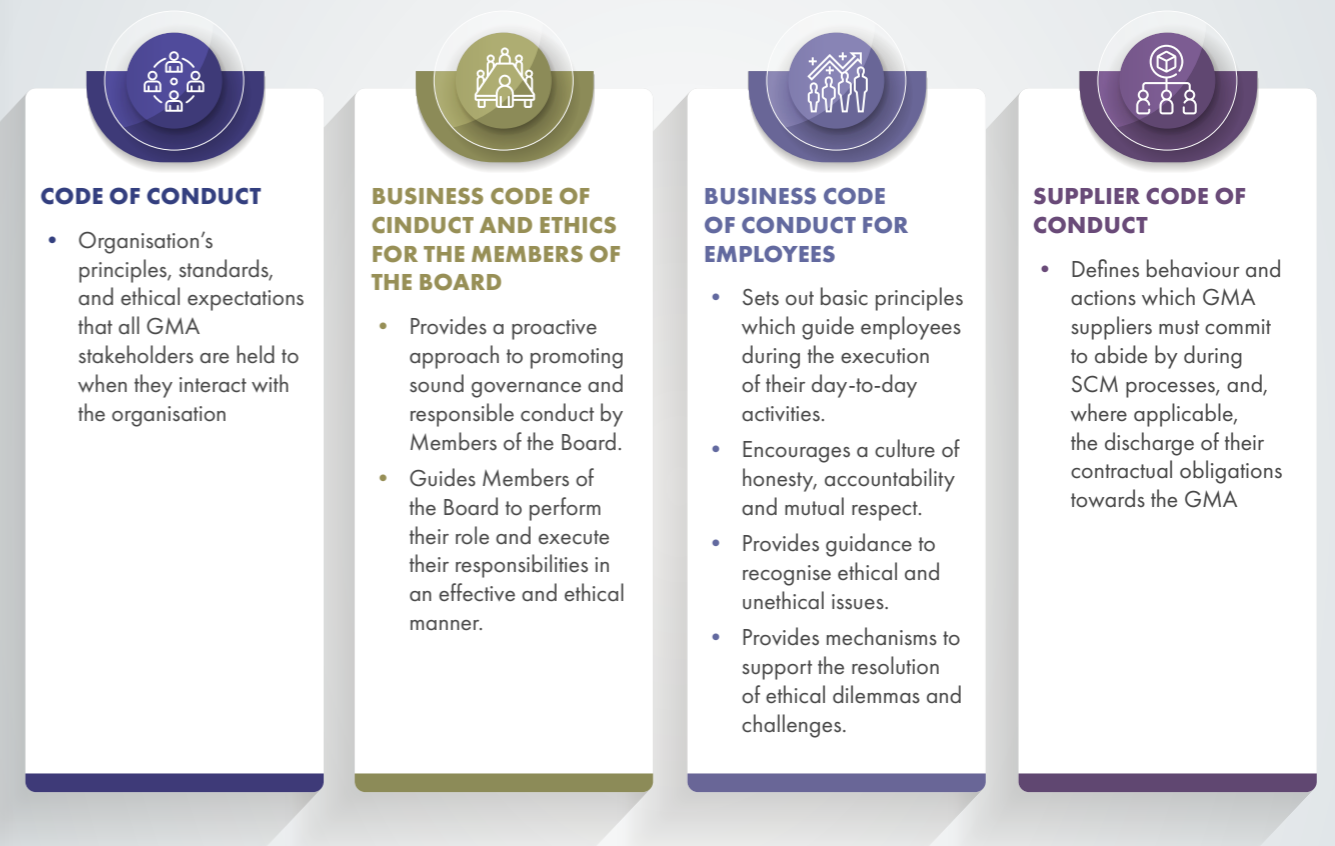 CODE OF CONDUCT
• Organisation's
principles, standards,
and ethical expectations
that all GMA
stakeholders are held to
when they interact with
the organisation
BUSINESS CODE OF
CINDUCT AND ETHICS
FOR THE MEMBERS OF
THE BOARD
• Provides a proactive
approach to promoting
sound governance and
responsible conduct by
Members of the Board.
• Guides Members of
the Board to perform
their role and execute
their responsibilities in
an effective and ethical
manner.
BUSINESS CODE
OF CONDUCT FOR
EMPLOYEES
• Sets out basic principles
which guide employees
during the execution
of their day-to-day
activities.
• Encourages a culture of
honesty, accountability
and mutual respect.
• Provides guidance to
recognise ethical and
unethical issues.
• Provides mechanisms to
support the resolution
of ethical dilemmas and
challenges.
SUPPLIER CODE OF
CONDUCT
• Defines behaviour and
actions which GMA
suppliers must commit
to abide by during
SCM processes, and,
where applicable,
the discharge of their
contractual obligations
towards the GMA